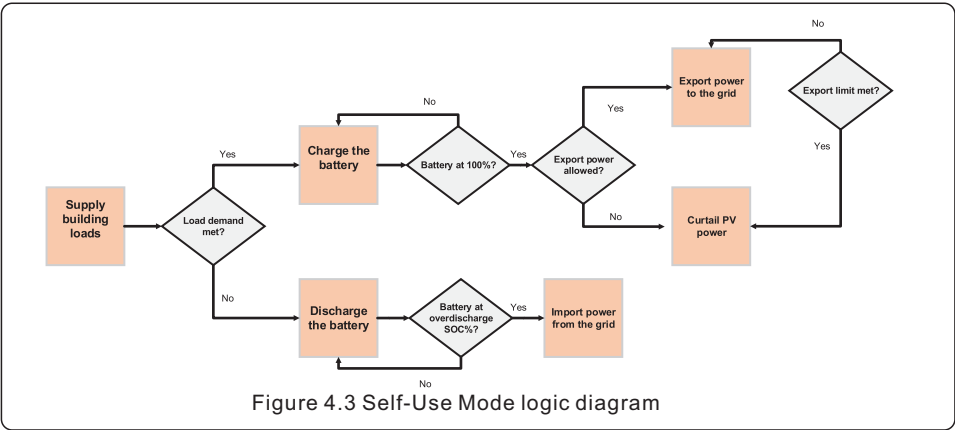 No
Export power
to the grid
Export limit met?
No
Yes
Yes
Charge the
battery
Battery at 100%?
Yes
Export power
allowed?
Yes
Supply
building
loads
Load demand
met?
No
Curtail PV
power
No
Discharge
the battery
Battery at
overdischarge
SOC%?
Yes
Import power
from the grid
No
Figure 4.3 Self-Use Mode logic diagram